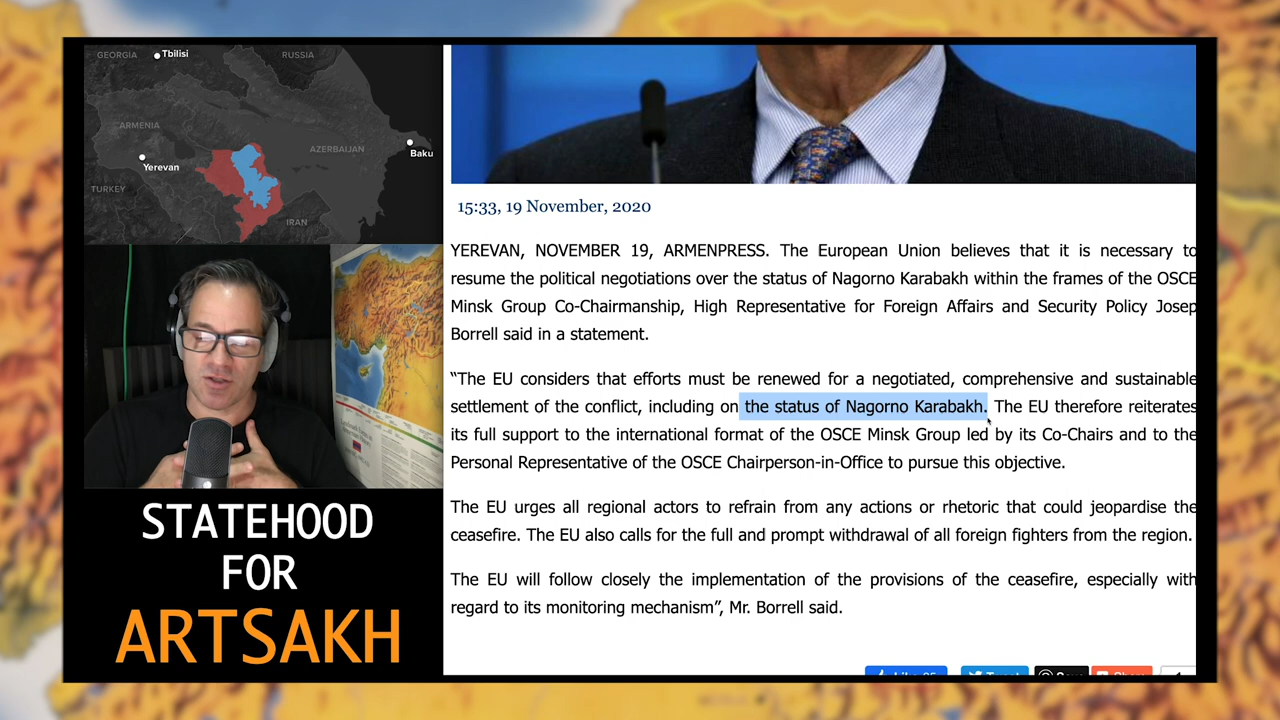 GEORGIA
Tbilisi
RUSSIA
ARMENIA
AZERBAIJAN
Baku
Yerevan
TURKEY
IRAN
STATEHOOD
FOR
ARTSAKH
15:33, 19 November, 2020
YEREVAN, NOVEMBER 19, ARMENPRESS. The European Union believes that it is necessary to
resume the political negotiations over the status of Nagorno Karabakh within the frames of the OSCE
Minsk Group Co-Chairmanship, High Representative for Foreign Affairs and Security Policy Josep
Borrell said in a statement.
“The EU considers that efforts must be renewed for a negotiated, comprehensive and sustainable
settlement of the conflict, including on the status of Nagorno Karabakh. The EU therefore reiterates
its full support to the international format of the OSCE Minsk Group led by its Co-Chairs and to the
Personal Representative of the OSCE Chairperson-in-Office to pursue this objective.
The EU urges all regional actors to refrain from any actions or rhetoric that could jeopardise the
ceasefire. The EU also calls for the full and prompt withdrawal of all foreign fighters from the region.
The EU will follow closely the implementation of the provisions of the ceasefire, especially with
regard to its monitoring mechanism”, Mr. Borrell said.